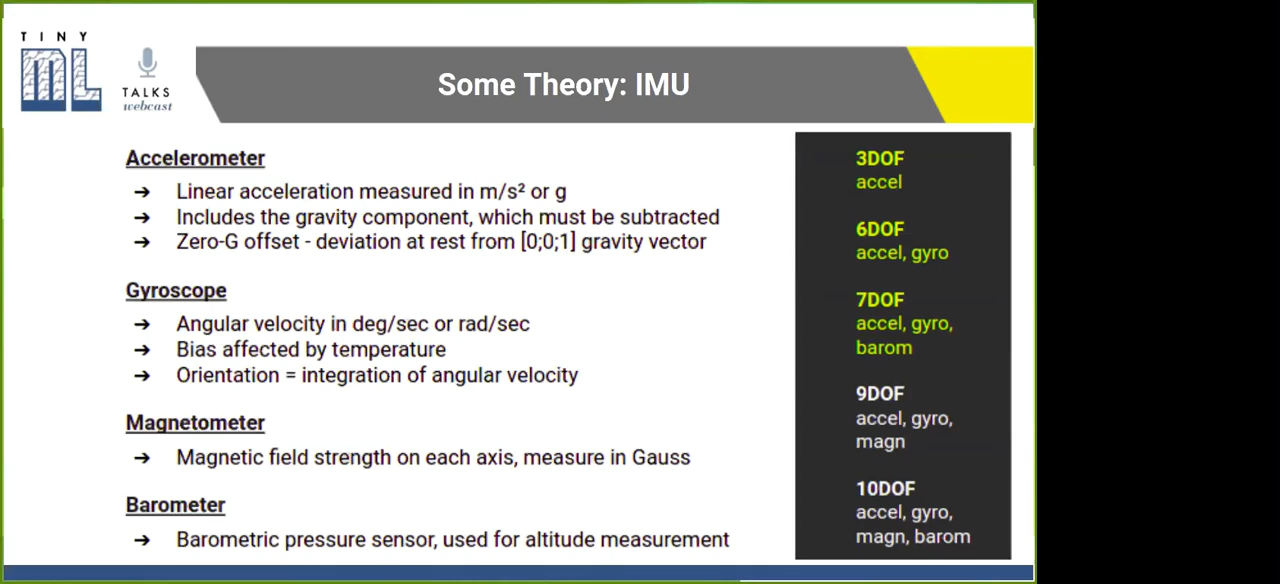 TINY
ML
TALKS
webcast
Some Theory: IMU
Accelerometer
➔ Linear acceleration measured in m/s² or g
➔ Includes the gravity component, which must be subtracted
➔ Zero-G offset - deviation at rest from [0;0;1] gravity vector
Gyroscope
➔ Angular velocity in deg/sec or rad/sec
➔ Bias affected by temperature
➔ Orientation = integration of angular velocity
Magnetometer
➔ Magnetic field strength on each axis, measure in Gauss
Barometer
➔ Barometric pressure sensor, used for altitude measurement
3DOF
accel
6DOF
accel, gyro
7DOF
accel, gyro,
barom
9DOF
accel, gyro,
magn
10DOF
accel, gyro,
magn, barom